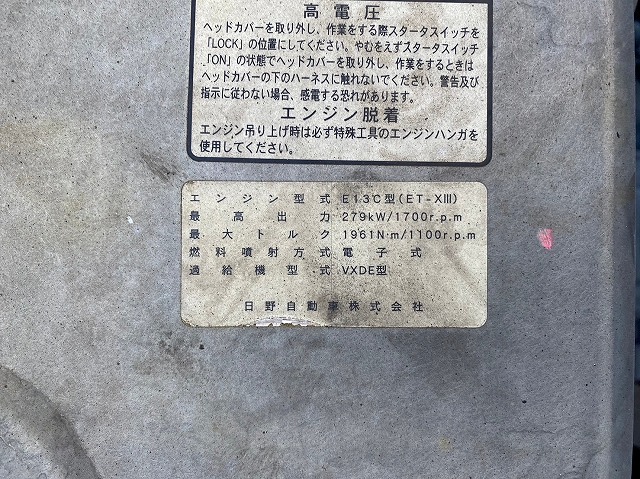 高電圧
ヘッドカバーを取り外し、作業をする際スタータスイッチを
「LOCK」の位置にしてください。やむをえずスタータスイッチ
「ON」の状態でヘッドカバーを取り外し、作業をするときは
ヘッドカバーの下のハーネスに触れないでください。警告及び
指示に従わない場合、感電する恐れがあります。
エンジン脱着
エンジン吊り上げ時は必ず特殊工具のエンジンハンガを
使用してください。
エンジン型式 E13C型(ET-XIII)
最高出力 279kW/1700r.p.m
最大トルク 1961N·m/1100r.p.m
燃料噴射方式 電子式
過給機型式 VXDE型
日野自動車株式会社